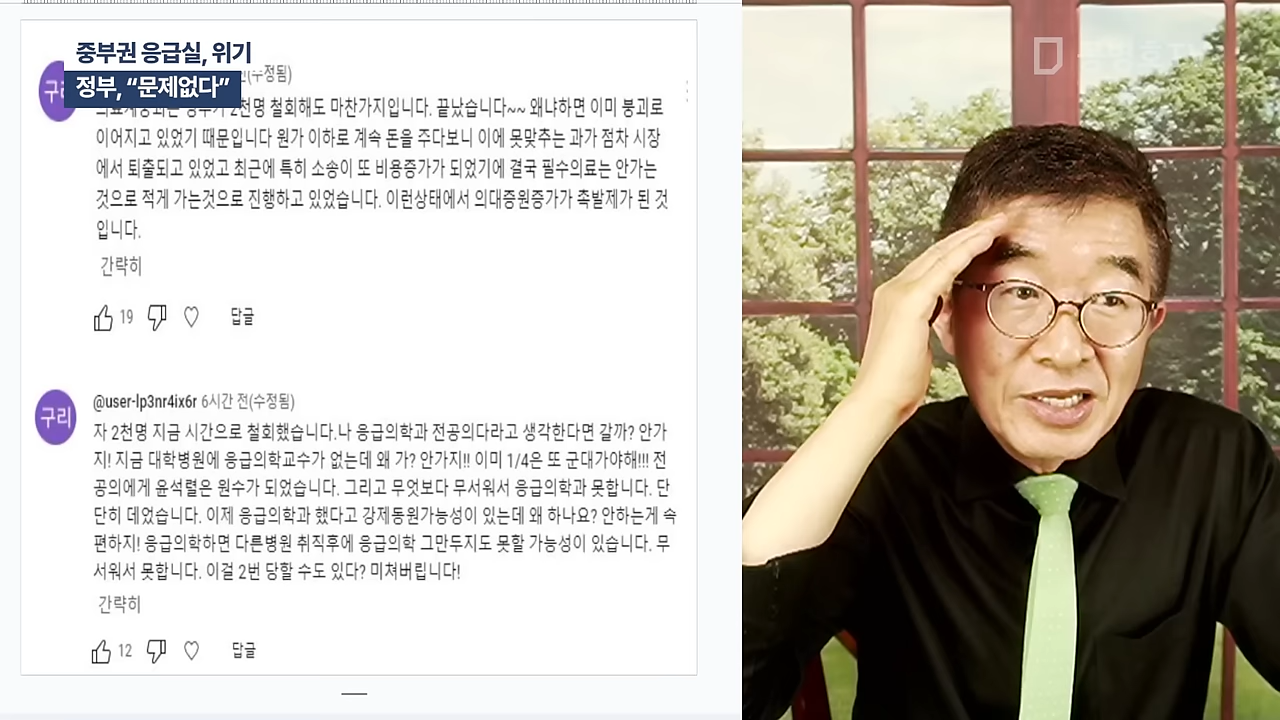 중부권 응급실, 위기
정부, “문제없다”
구리
전(수정됨)
의료계붕괴는 정부가 2천명 철회해도 마찬가지입니다. 끝났습니다~~ 왜냐하면 이미 붕괴로
이어지고 있었기 때문입니다 원가 이하로 계속 돈을 주다보니 이에 못맞추는 과가 점차 시장
에서 퇴출되고 있었고 최근에 특히 소송이 또 비용증가가 되었기에 결국 필수의료는 안가는
것으로 적게 가는것으로 진행하고 있었습니다. 이런상태에서 의대증원증가가 촉발제가 된 것
입니다.
간략히
19 답글
구리
@user-lp3nr4ix6r 6시간 전(수정됨)
자 2천명 지금 시간으로 철회했습니다.나 응급의학과 전공의다라고 생각한다면 갈까? 안가
지! 지금 대학병원에 응급의학교수가 없는데 왜 가? 안가지!! 이미 1/4은 또 군대가야해!!! 전
공의에게 윤석렬은 원수가 되었습니다. 그리고 무엇보다 무서워서 응급의학과 못합니다. 단
단히 데었습니다. 이제 응급의학과 했다고 강제동원가능성이 있는데 왜 하나요? 안하는게 속
편하지! 응급의학하면 다른병원 취직후에 응급의학 그만두지도 못할 가능성이 있습니다. 무
서워서 못합니다. 이걸 2번 당할 수도 있다? 미쳐버립니다!
간략히
12 답글